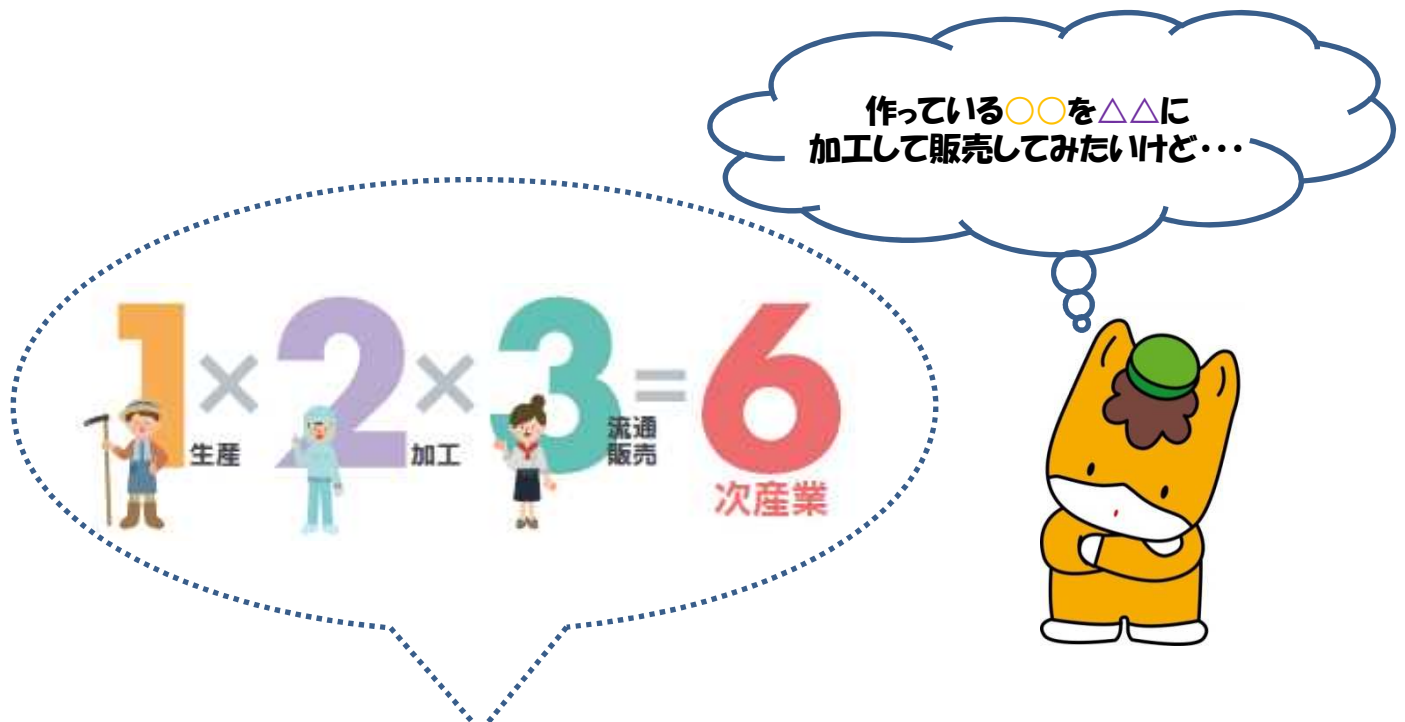 作っている○○を△△に
加工して販売してみたいけど・・・
1×2×3=6
生産
加工
流通
販売
次産業